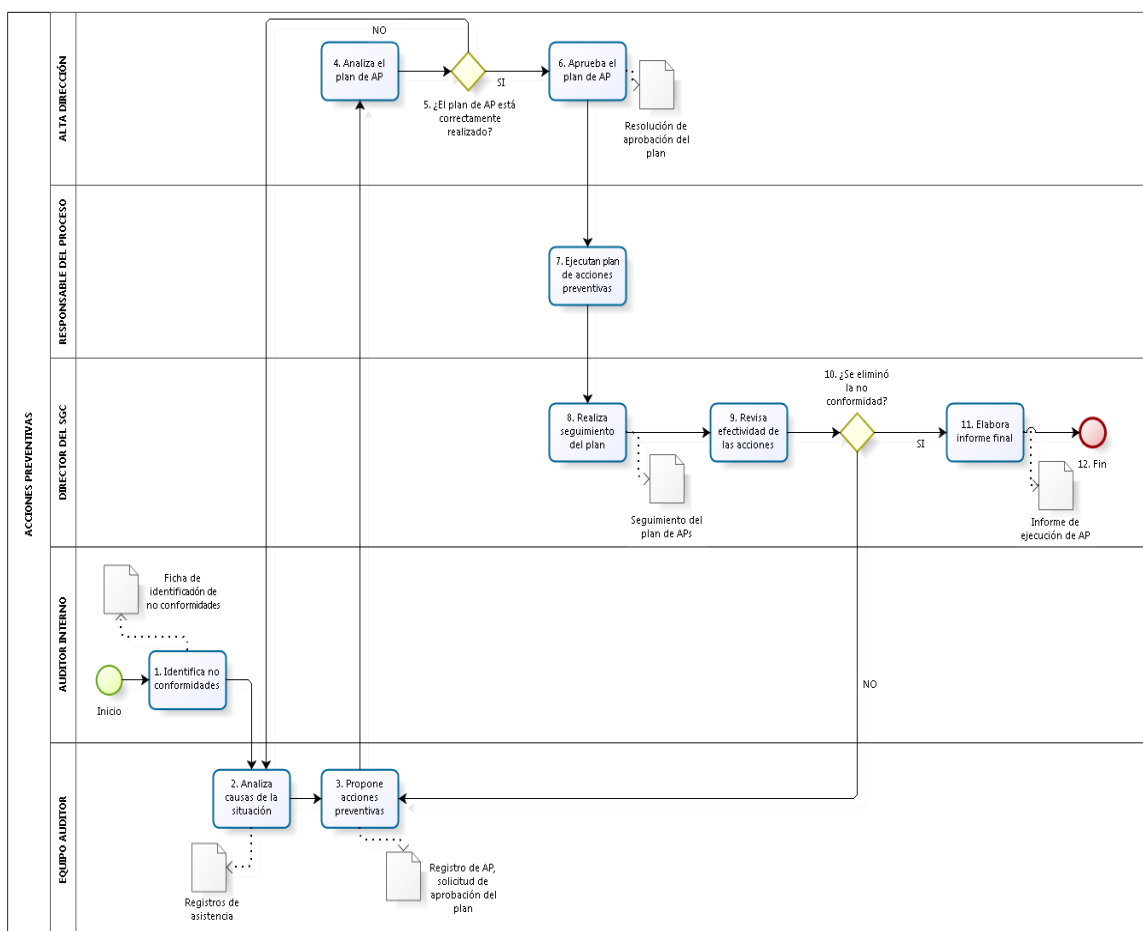 ACCIONES PREVENTIVAS
ALTA DIRECCIÓN
NO
4. Analiza el
plan de AP
5. ¿El plan de AP está
correctamente
realizado?
SI
6. Aprueba el
plan de AP
Resolución de
aprobación del
plan
RESPONSABLE DEL PROCESO
7. Ejecutan plan
de acciones
preventivas
DIRECTOR DEL SGC
8. Realiza
seguimiento
del plan
Seguimiento del
plan de APs
9. Revisa
efectividad de
las acciones
10. ¿Se eliminó
la no
conformidad?
SI
NO
11. Elabora
informe final
Informe de
ejecución de AP
12. Fin
AUDITOR INTERNO
Ficha de
identificación de
no conformidades
Inicio
1. Identifica no
conformidades
EQUIPO AUDITOR
2. Analiza
causas de la
situación
Registros de
asistencia
3. Propone
acciones
preventivas
Registro de AP,
solicitud de
aprobación del
plan